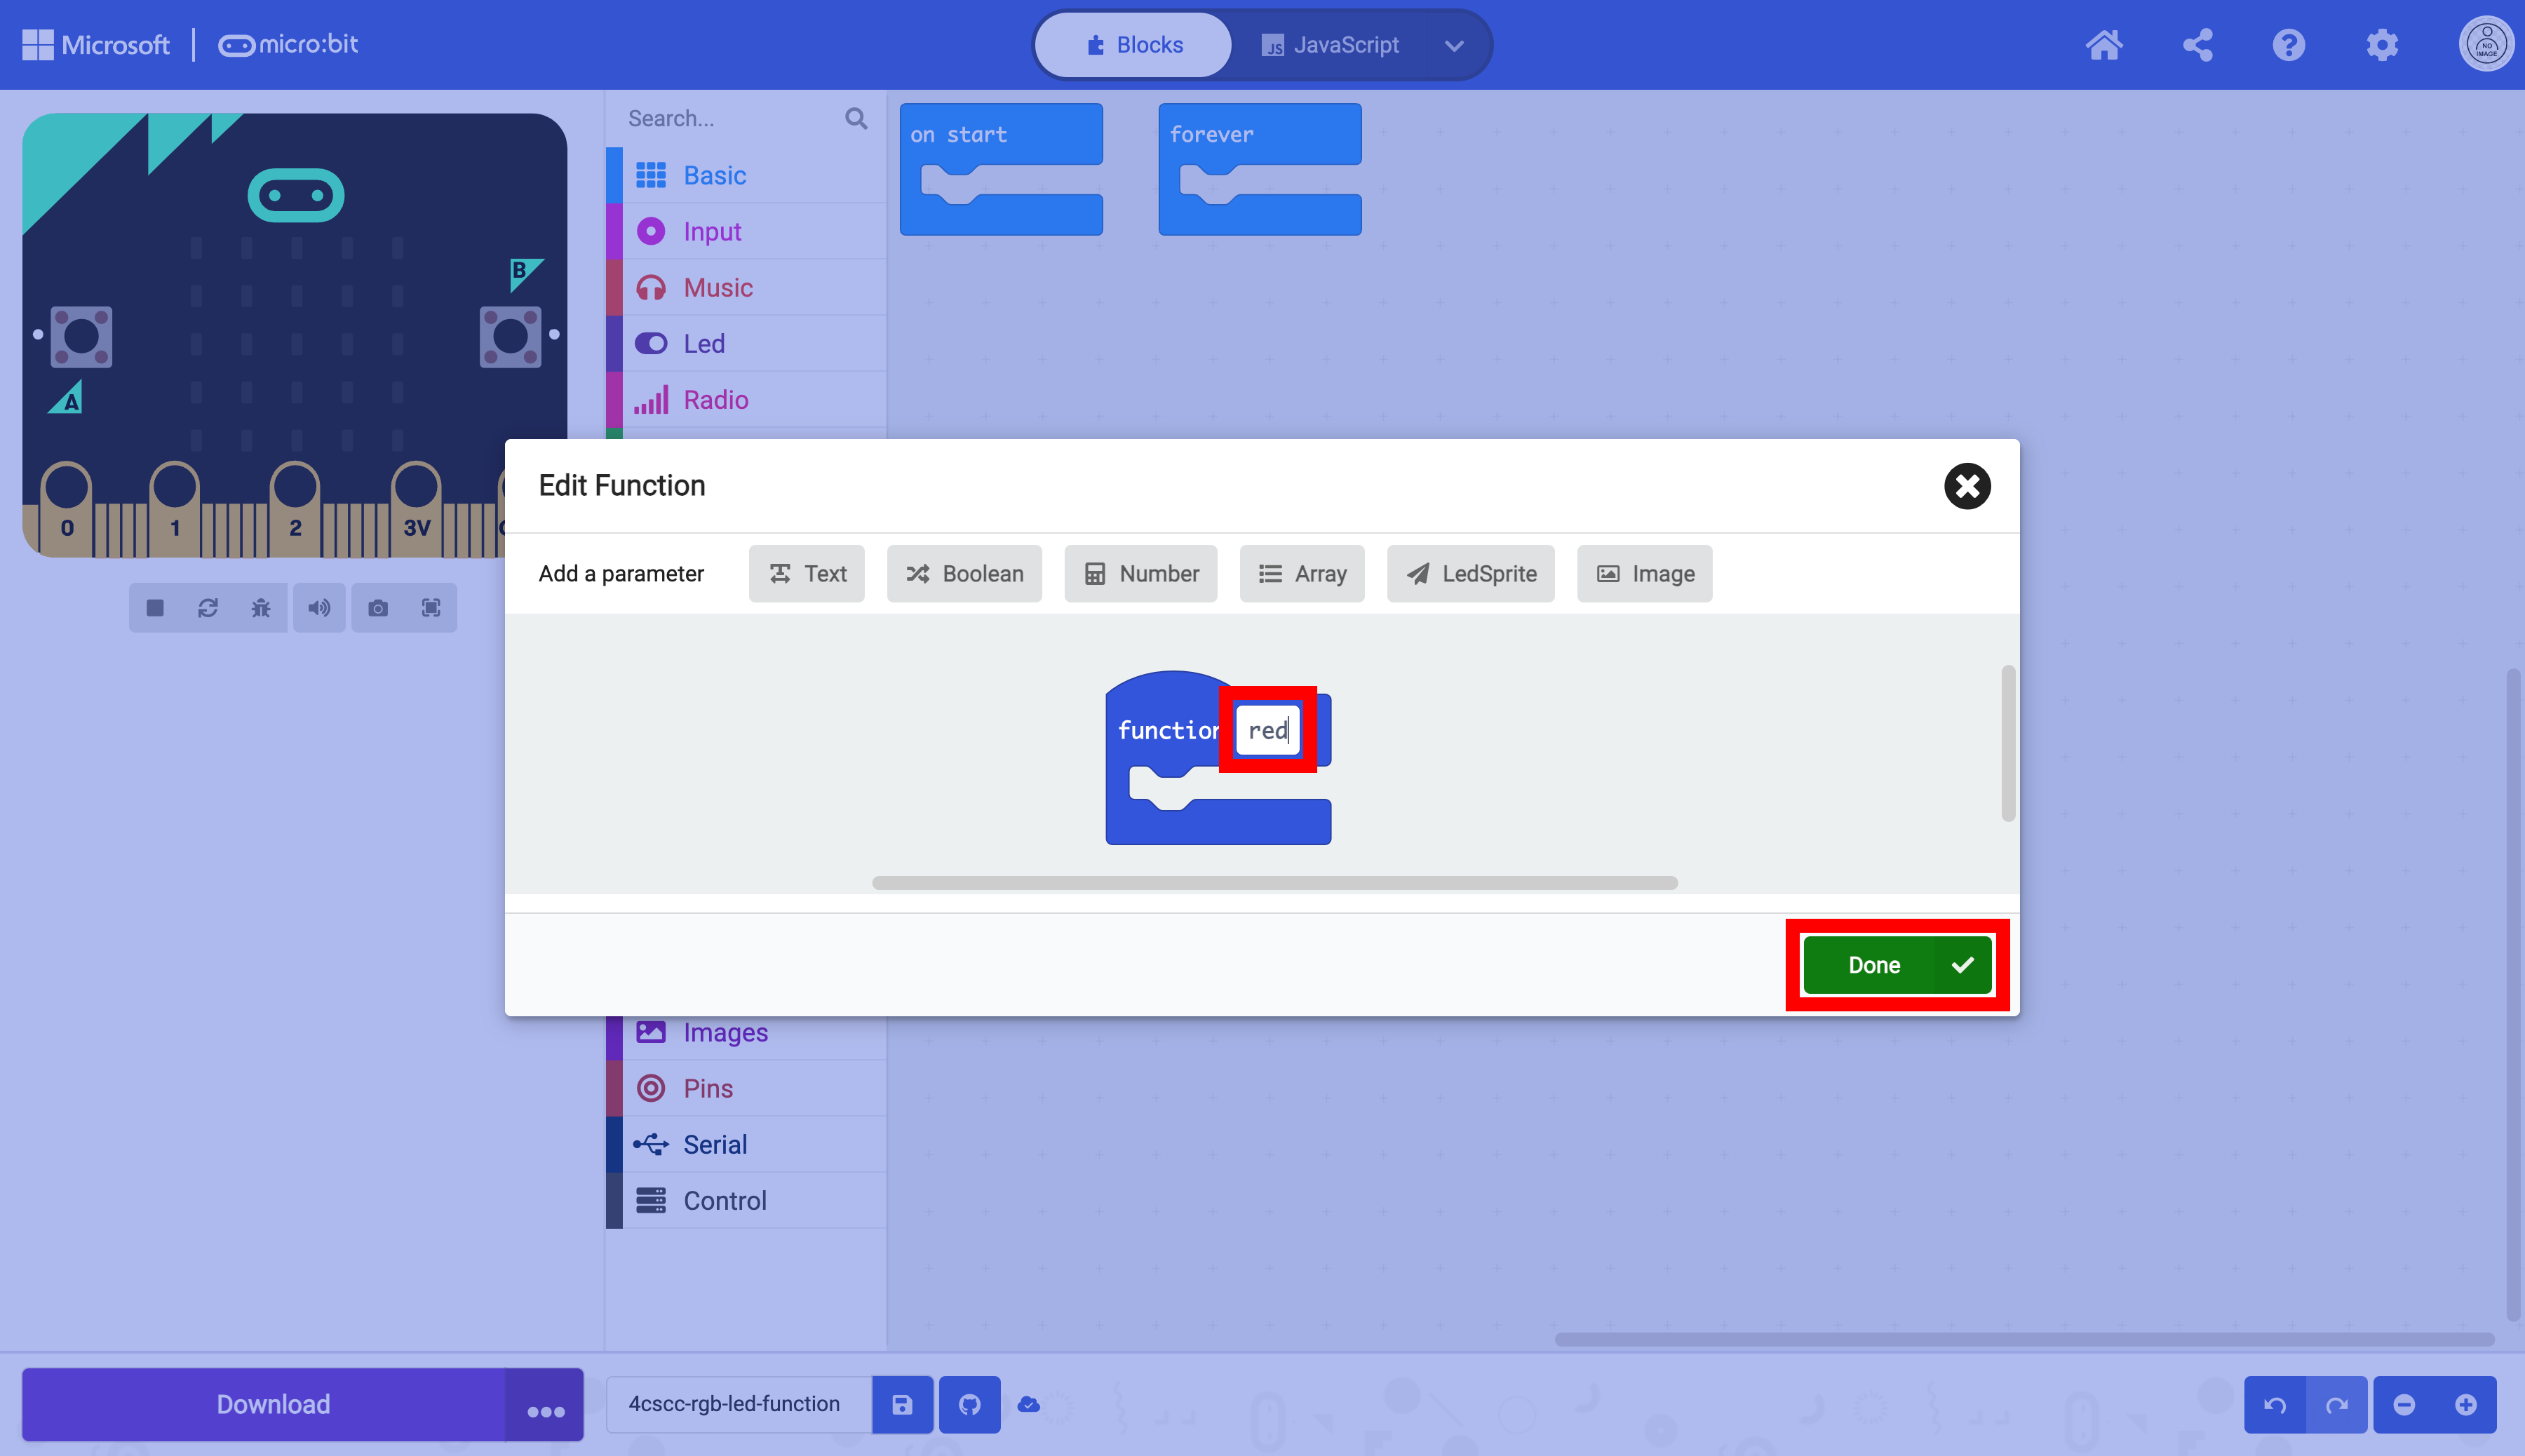 Microsoft | micro:bit
Blocks
JavaScript
NO
IMAGE
Search...
Basic
Input
Music
Led
Radio
on start
forever
B
A
0 1 2 3V
Edit Function
Add a parameter
Text
Boolean
Number
Array
LedSprite
Image
function red
Done
Images
Pins
Serial
Control
Download
4cscc-rgb-led-function